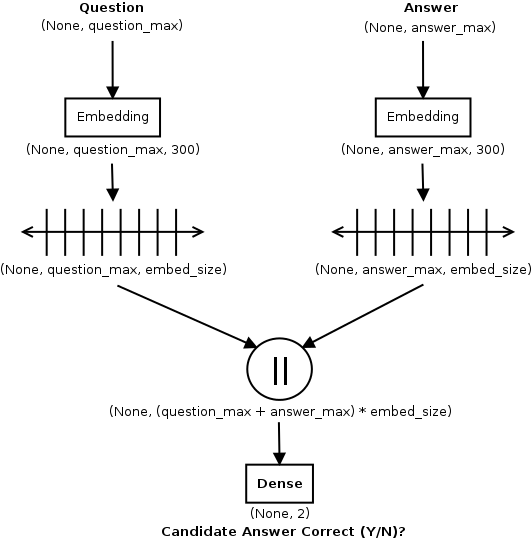 Question
(None, question_max)
Answer
(None, answer_max)
Embedding
Embedding
(None, question_max, 300)
(None, answer_max, 300)
(None, question_max, embed_size)
(None, answer_max, embed_size)
||
(None, (question_max + answer_max) * embed_size)
Dense
(None, 2)
Candidate Answer Correct (Y/N)?